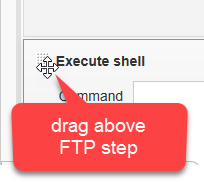 Execute shell
Command
drag above
FTP step